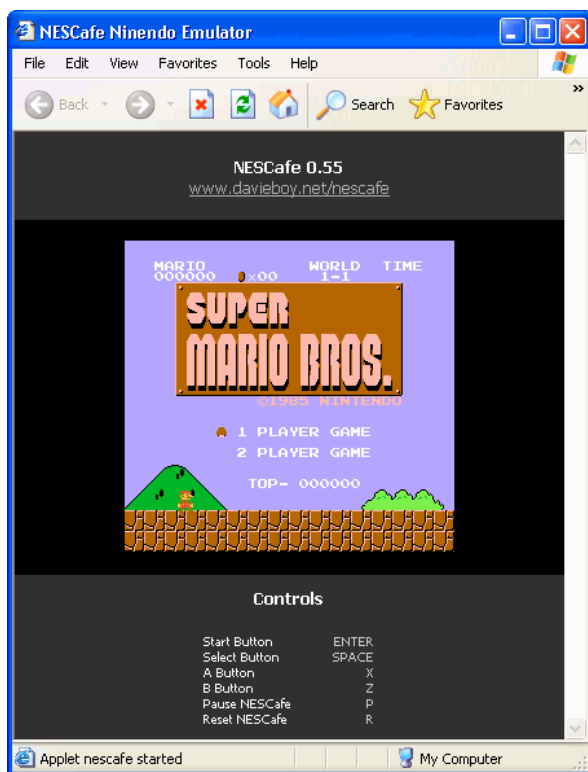 NESCafe Ninendo Emulator
File Edit View Favorites Tools Help
Back Search Favorites »
NESCafe 0.55
www.davieboy.net/nescafe
MARIO WORLD TIME
000000 x00 1-1
SUPER
MARIO BROS.
©1985 NINTENDO
1 PLAYER GAME
2 PLAYER GAME
TOP- 000000
Controls
Start Button ENTER
Select Button SPACE
A Button X
B Button Z
Pause NESCafe P
Reset NESCafe R
Applet nescafe started My Computer